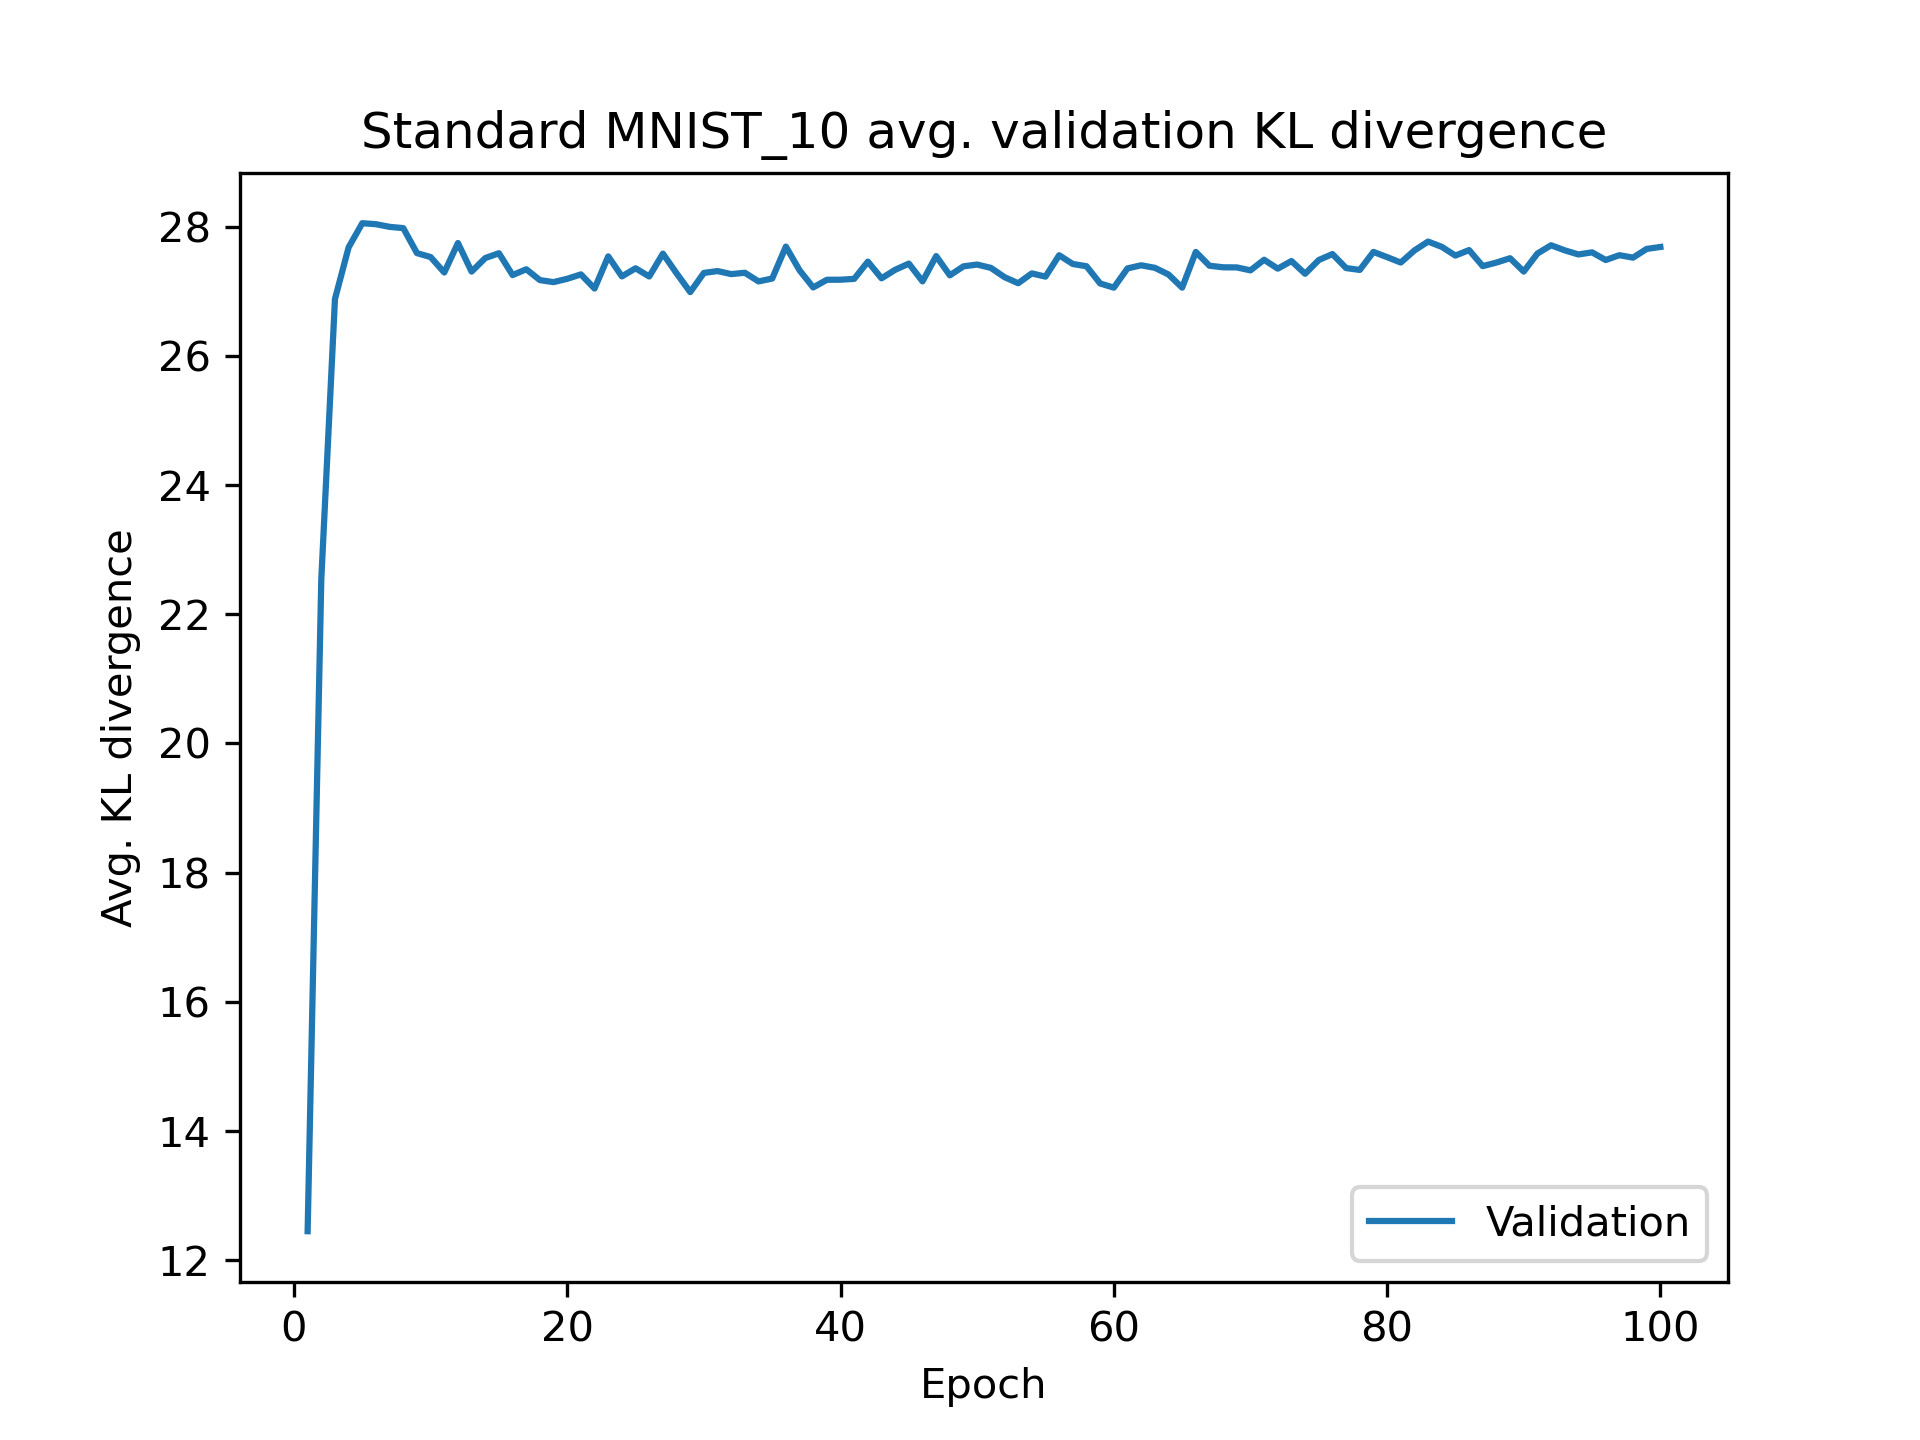 Standard MNIST_10 avg. validation KL divergence
Avg. KL divergence
28
26
24
22
20
18
16
14
12
Validation
0 20 40 60 80 100
Epoch